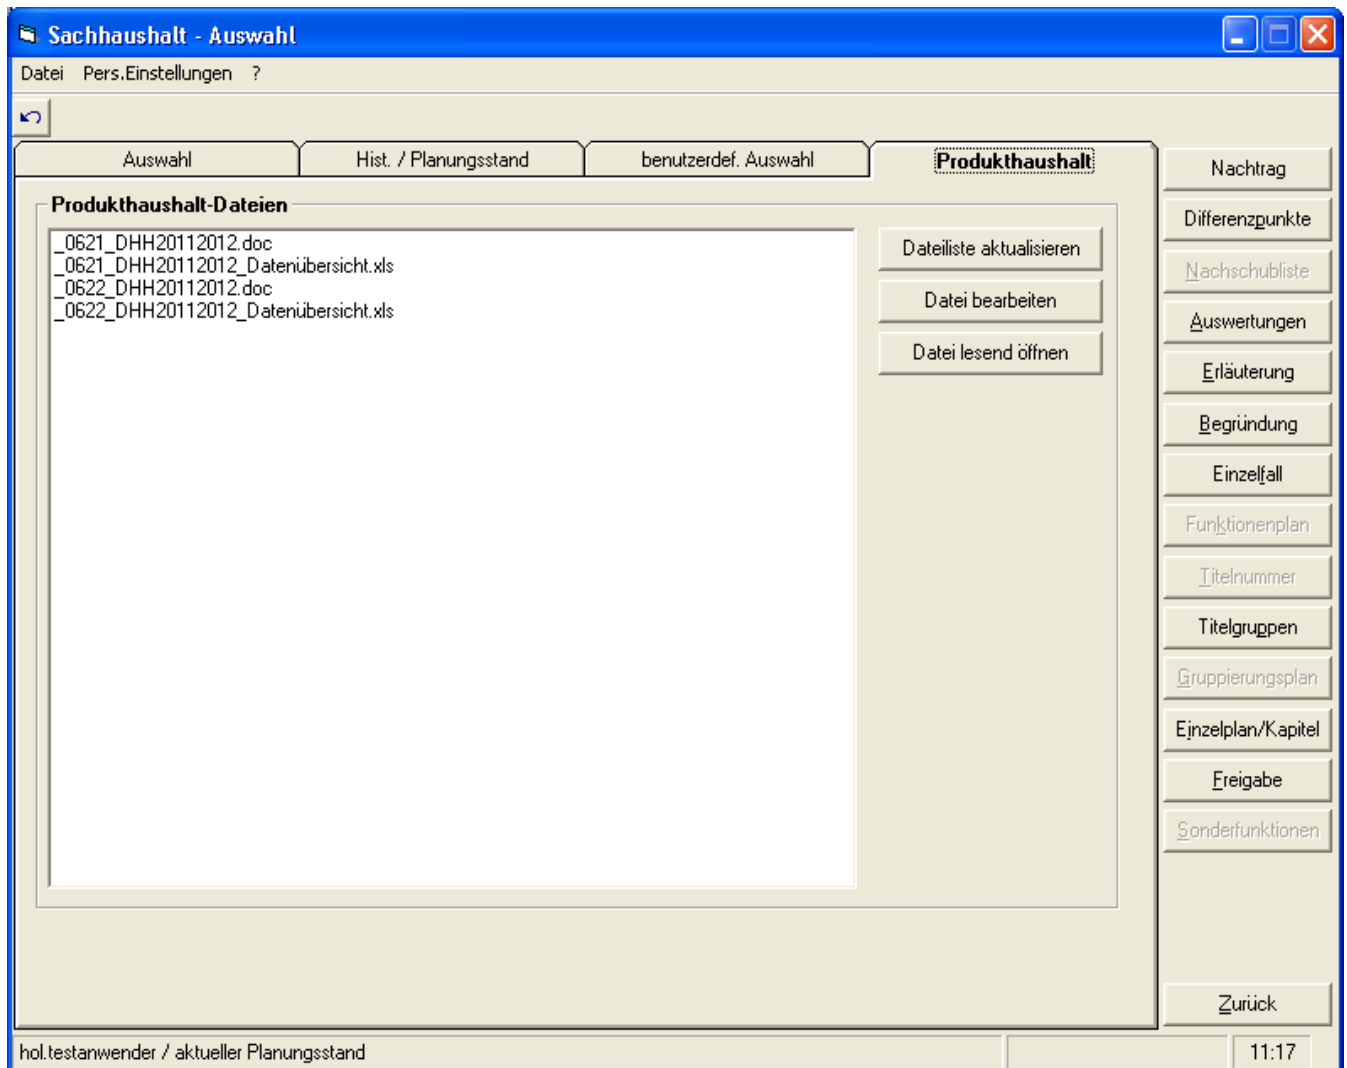 Sachhaushalt - Auswahl
Datei Pers.Einstellungen ?
Auswahl
Hist. / Planungsstand
benutzerdef. Auswahl
Produkthaushalt
Produkthaushalt-Dateien
_0621_DHH20112012.doc
_0621_DHH20112012_Datenübersicht.xls
_0622_DHH20112012.doc
_0622_DHH20112012_Datenübersicht.xls
Dateiliste aktualisieren
Datei bearbeiten
Datei lesend öffnen
Nachtrag
Differenzpunkte
Nachschubliste
Auswertungen
Erläuterung
Begründung
Einzelfall
Funktionenplan
Titelnummer
Titelgruppen
Gruppierungsplan
Einzelplan/Kapitel
Freigabe
Sonderfunktionen
Zurück
hol.testanwender / aktueller Planungsstand
11:17